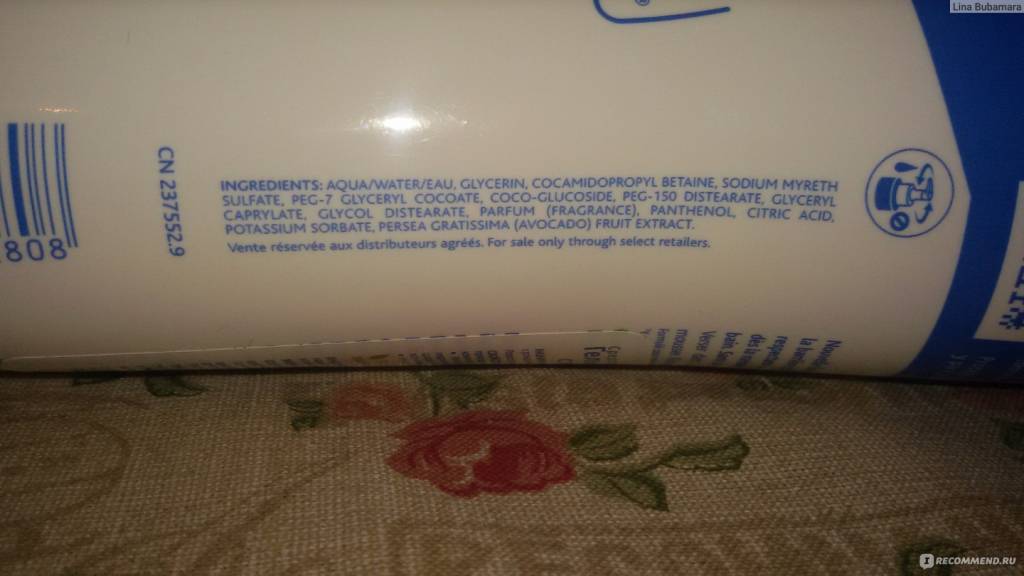 Lina Bubamara
®
808
CN 237552.9
INGREDIENTS: AQUA/WATER/EAU, GLYCERIN, COCAMIDOPROPYL BETAINE, SODIUM MYRETH
SULFATE, PEG-7 GLYCERYL COCOATE, COCO-GLUCOSIDE, PEG-150 DISTEARATE, GLYCERYL
CAPRYLATE, GLYCOL DISTEARATE, PARFUM (FRAGRANCE), PANTHENOL, CITRIC ACID,
POTASSIUM SORBATE, PERSEA GRATISSIMA (AVOCADO) FRUIT EXTRACT.
Vente réservée aux distributeurs agréés. For sale only through select retailers.
IRECOMMEND.RU